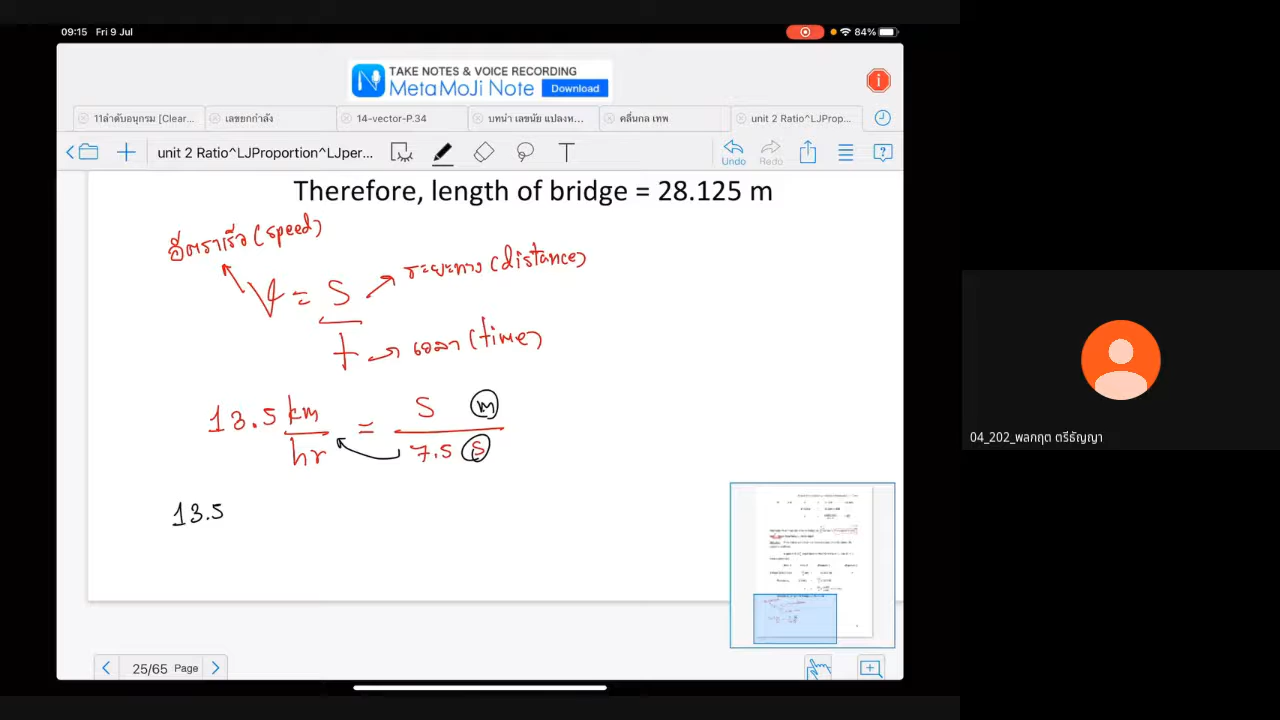 09:15 Fri 9 Jul
84%
TAKE NOTES & VOICE RECORDING
MetaMoJi Note
Download
11ลำดับอนุกรม [Clear...
เลขยกกำลัง
14-vector-P.34
บทน่า เลขนัย แปลงห...
คลื่นกล เทพ
unit 2 Ratio^LJProp...
unit 2 Ratio^LJProportion^LJper...
T
Undo
Redo
Therefore, length of bridge = 28.125 m
อัตราเร็ว (speed)
V = S
ระยะทาง (distance)
t
เวลา (time)
13.5 km = S m
hr 7.5 s
13.5
25/65 Page
04_202_พลกฤต ตรีธัญญา